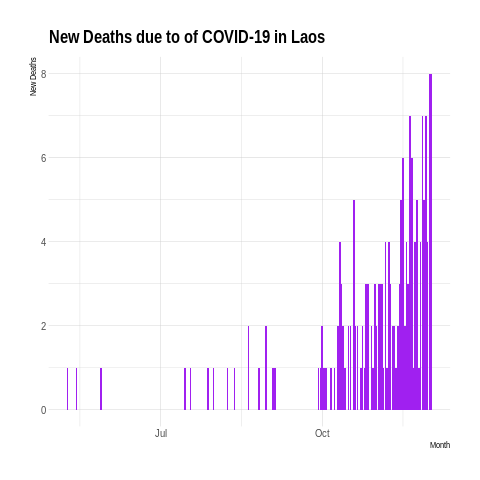 New Deaths due to of COVID-19 in Laos
New Deaths
8
6
4
2
0
Jul
Oct
Month